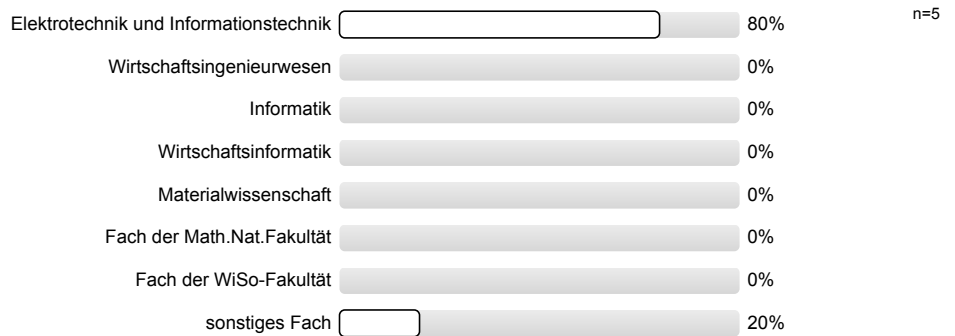 Elektrotechnik und Informationstechnik 80% n=5
Wirtschaftsingenieurwesen 0%
Informatik 0%
Wirtschaftsinformatik 0%
Materialwissenschaft 0%
Fach der Math.Nat.Fakultät 0%
Fach der WiSo-Fakultät 0%
sonstiges Fach 20%